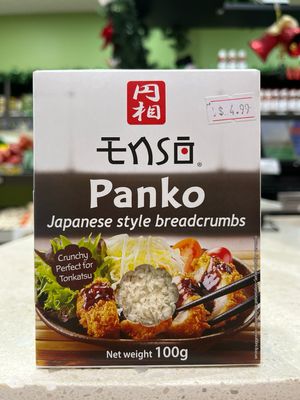 円
相
$ 4.99
ENSO®
Panko
Japanese style breadcrumbs
Crunchy
Perfect for
Tonkatsu
Net weight 100g